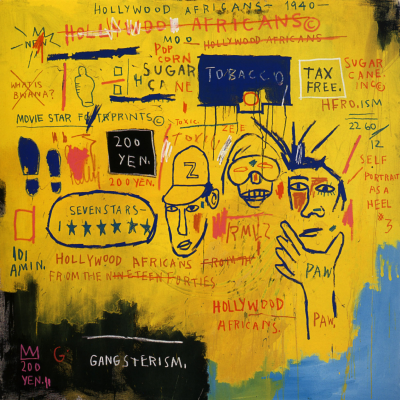 HOLLYWOOD AFRICANS - 1940 -
HOLLYWOOD AFRICANS©
NEW
MOO
HOLLYWOOD AFRICANS
POP
CORN
SUGAR
CANE
TOBACCO
TAX
FREE.
SUGAR
CANE.
INC©
HERO.ISM
WHAT IS
BWANA?
MOVIE STAR FOOTPRINTS©
TOXIC
22 60
12
200
YEN.
200 YEN.
SELF
PORTRAIT
AS A
HEEL
#3
Z
SEVEN STARS-
RMLZ
101
AMIN.
HOLLYWOOD AFRICANS FROM TH
FROM THE NINETEEN FORTIES
PAW
PAW.
HOLLYWOOD
AFRICANS.
GANGSTERISM.
G
200
YEN.